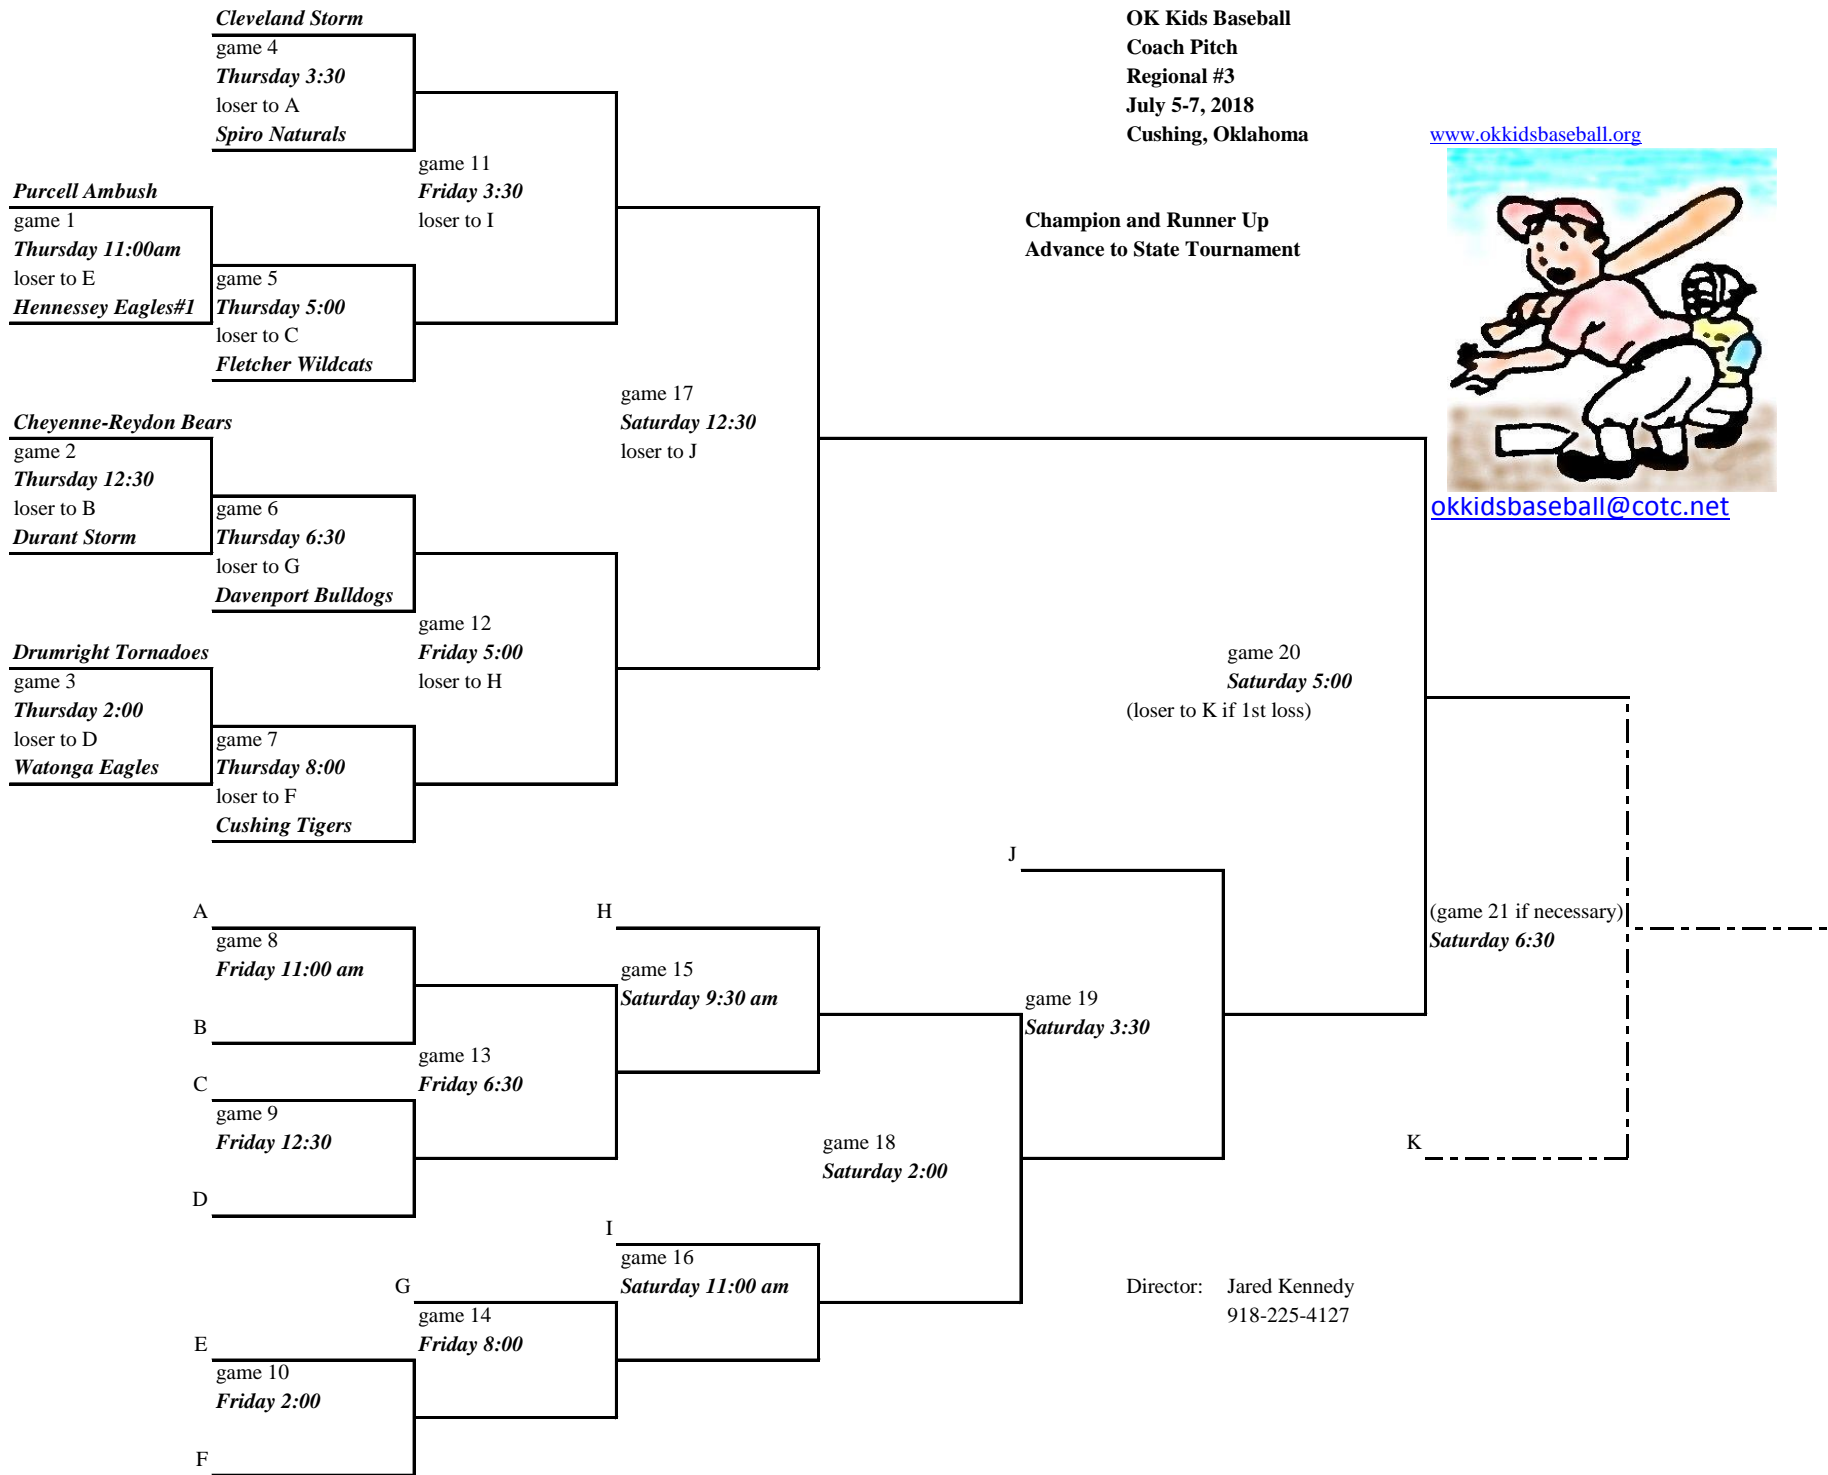 Cleveland Storm
game 4
Thursday 3:30
loser to A
Spiro Naturals
OK Kids Baseball
Coach Pitch
Regional #3
July 5-7, 2018
Cushing, Oklahoma
www.okkidsbaseball.org
Champion and Runner Up
Advance to State Tournament
okkidsbaseball@cotc.net
Purcell Ambush
game 1
Thursday 11:00am
loser to E
Hennessey Eagles#1
game 5
Thursday 5:00
loser to C
Fletcher Wildcats
game 11
Friday 3:30
loser to I
Cheyenne-Reydon Bears
game 2
Thursday 12:30
loser to B
Durant Storm
game 6
Thursday 6:30
loser to G
Davenport Bulldogs
game 17
Saturday 12:30
loser to J
Drumright Tornadoes
game 3
Thursday 2:00
loser to D
Watonga Eagles
game 7
Thursday 8:00
loser to F
Cushing Tigers
game 12
Friday 5:00
loser to H
game 20
Saturday 5:00
(loser to K if 1st loss)
J
A
game 8
Friday 11:00 am
B
H
game 15
Saturday 9:30 am
game 19
Saturday 3:30
(game 21 if necessary)
Saturday 6:30
game 13
Friday 6:30
C
game 9
Friday 12:30
D
game 18
Saturday 2:00
K
I
game 16
Saturday 11:00 am
G
game 14
Friday 8:00
E
game 10
Friday 2:00
F
Director: Jared Kennedy
918-225-4127